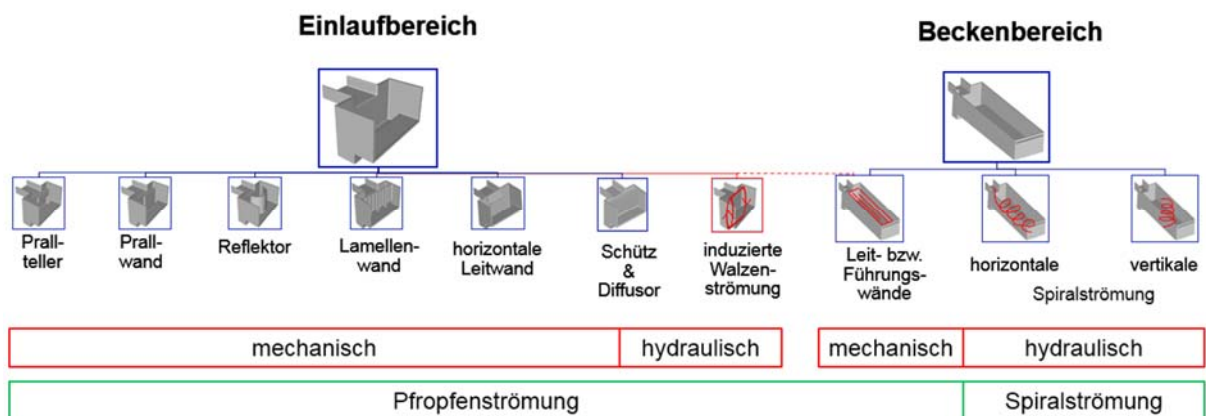 Einlaufbereich
Beckenbereich
Prall-
teller
Prall-
wand
Reflektor
Lamellen-
wand
horizontale
Leitwand
Schütz
&
Diffusor
induzierte
Walzen-
strömung
Leit- bzw.
Führungs-
wände
horizontale
vertikale
Spiralströmung
mechanisch
hydraulisch
mechanisch
hydraulisch
Pfropfenströmung
Spiralströmung